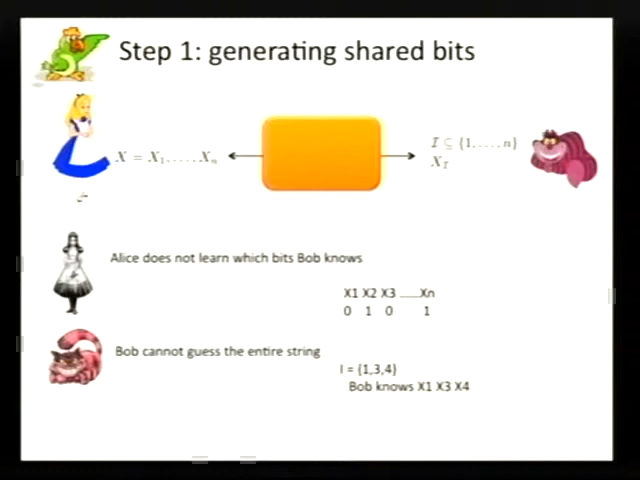 Step 1: generating shared bits
X = X₁, . . . , Xₙ
I ⊆ {1, . . . , n}
X_I
Alice does not learn which bits Bob knows
X1 X2 X3 ......Xn
0 1 0 1
Bob cannot guess the entire string
I = {1,3,4}
Bob knows X1 X3 X4